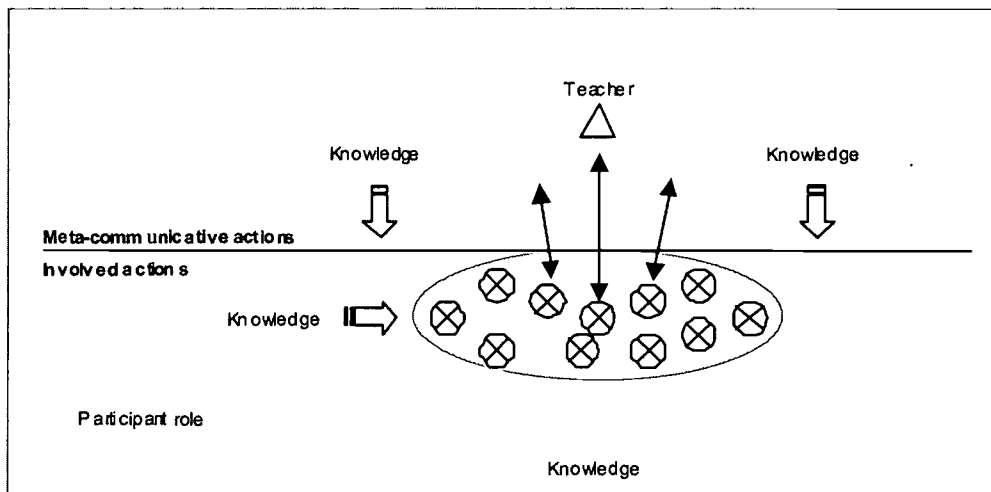 Teacher
Knowledge
Knowledge
Meta-communicative actions
Involved actions
Knowledge
Participant role
Knowledge